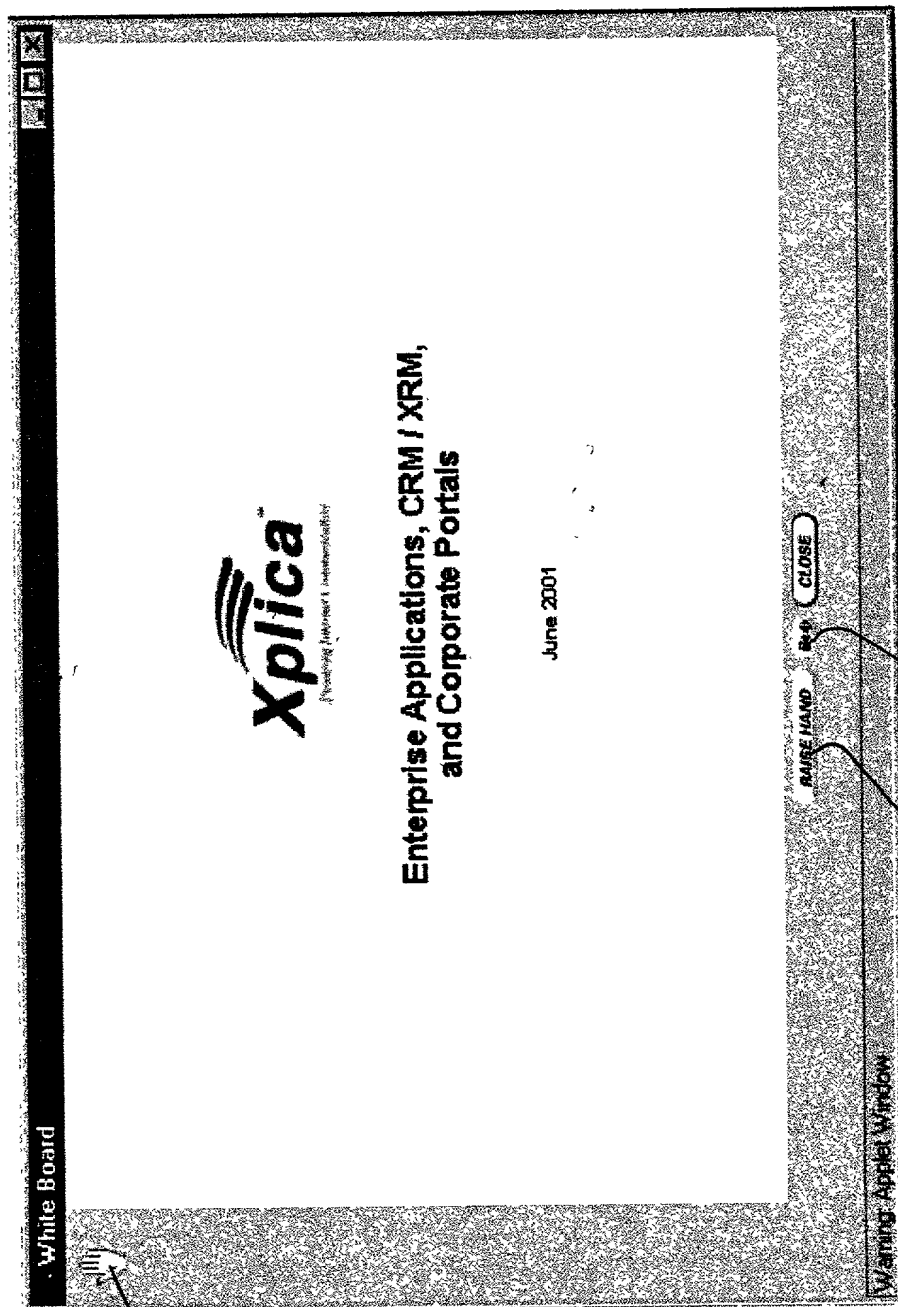 White Board
Xplica
Enterprise Applications, CRM / XRM,
and Corporate Portals
June 2001
RAISE HAND
CLOSE
Warning: Applet Window